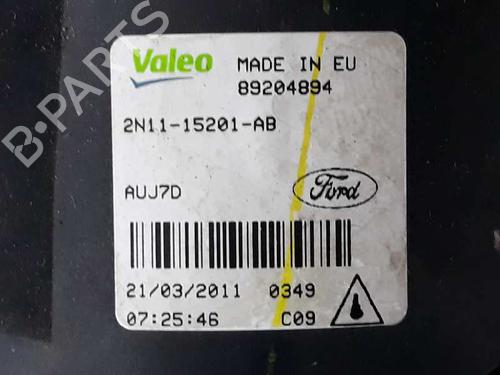 Valeo MADE IN EU
89204894
2N11-15201-AB
AUJ7D Ford
21/03/2011 0349
07:25:46 C09
B-PARTS